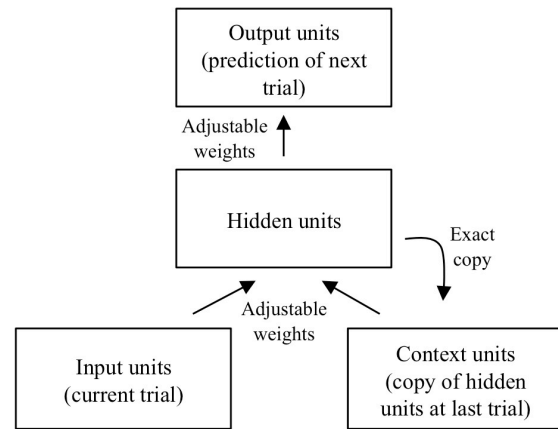 Output units
(prediction of next
trial)
Adjustable
weights
Hidden units
Exact
copy
Adjustable
weights
Input units
(current trial)
Context units
(copy of hidden
units at last trial)